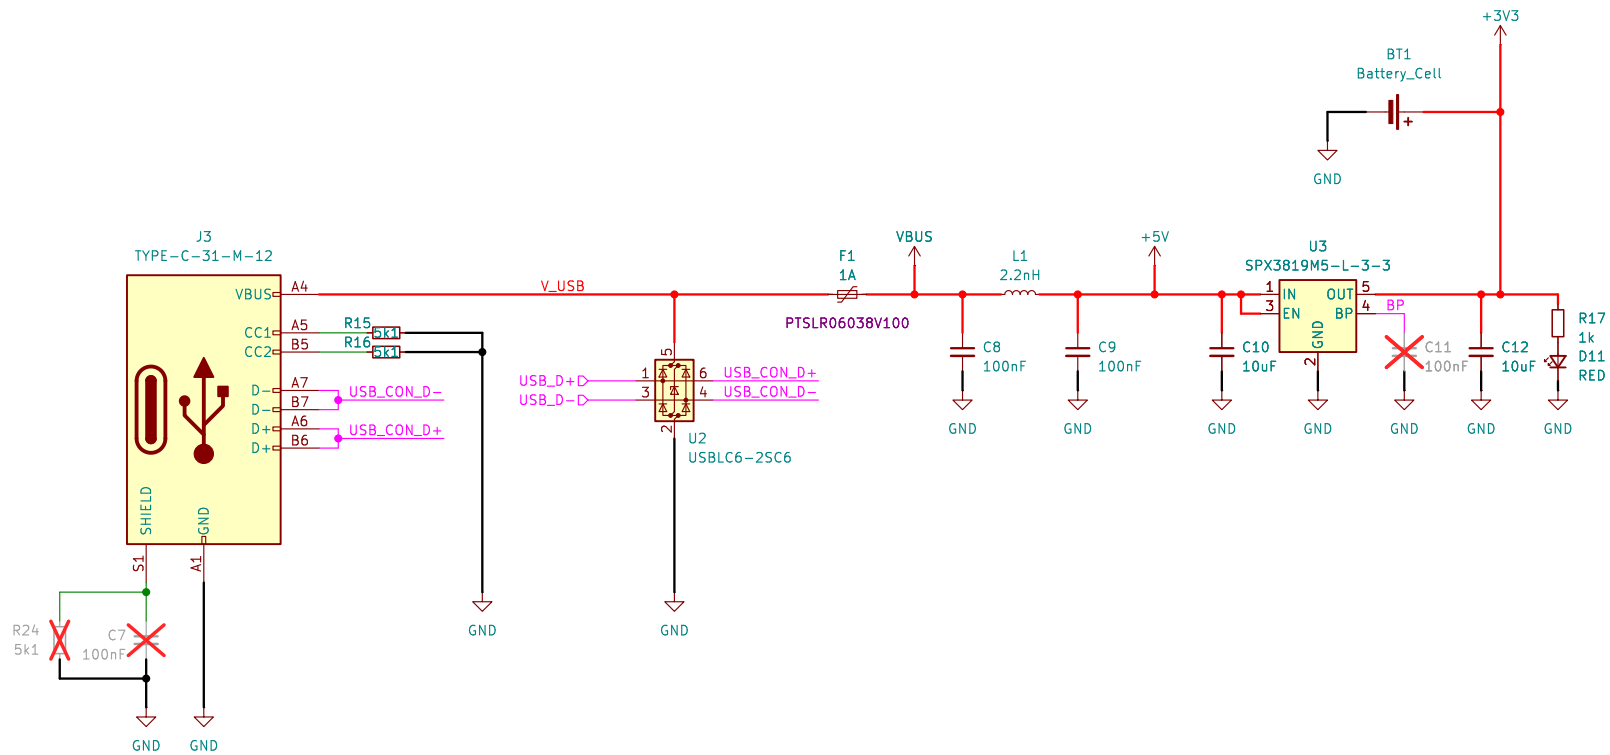 +3V3
BT1
Battery_Cell
+
GND
J3
TYPE-C-31-M-12
VBUS
A4
V_USB
CC1
A5
R15
5k1
CC2
B5
R16
5k1
D-
A7
USB_CON_D-
D-
B7
D+
A6
USB_CON_D+
D+
B6
SHIELD
GND
S1
A1
R24
5k1
C7
100nF
GND
GND
GND
USB_D+
1
5
6
USB_CON_D+
USB_D-
3
4
USB_CON_D-
2
U2
USBLC6-2SC6
GND
F1
1A
PTSLR06038V100
VBUS
L1
2.2nH
C8
100nF
GND
C9
100nF
GND
+5V
C10
10uF
GND
U3
SPX3819M5-L-3-3
1
IN
OUT
5
3
EN
BP
4
BP
GND
2
GND
C11
100nF
GND
C12
10uF
GND
R17
1k
D11
RED
GND